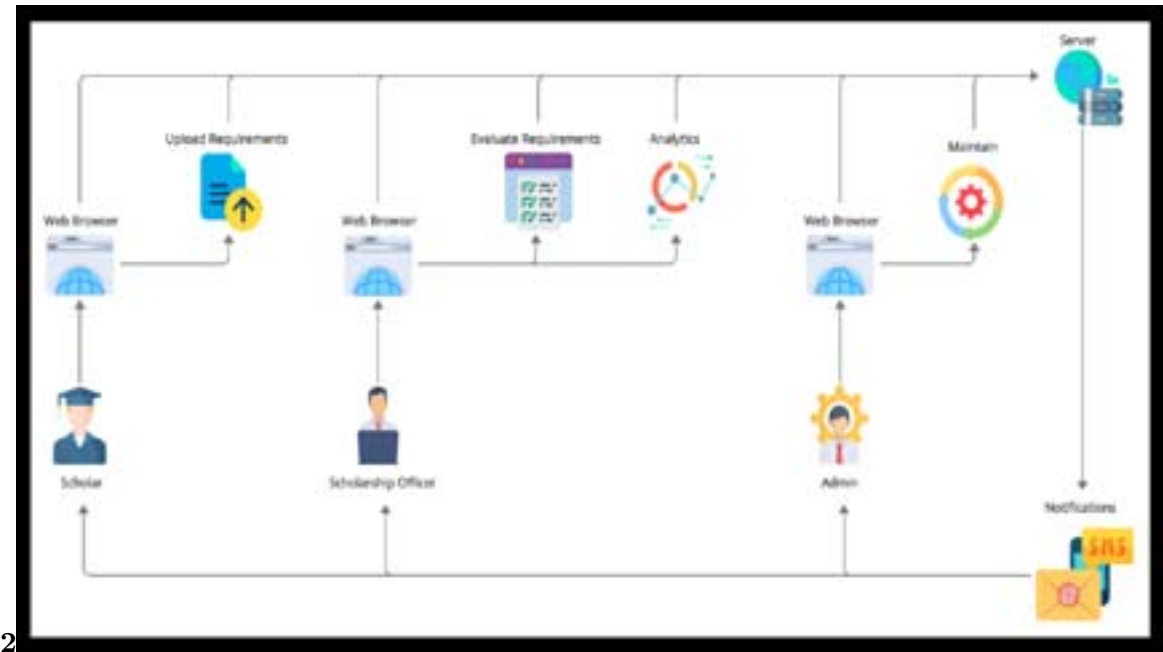 Server
Upload Requirements
Evaluate Requirements
Analytics
Maintain
Web Browser
Web Browser
Web Browser
Scholar
Scholarship Officer
Admin
Notifications
SMS
@
2